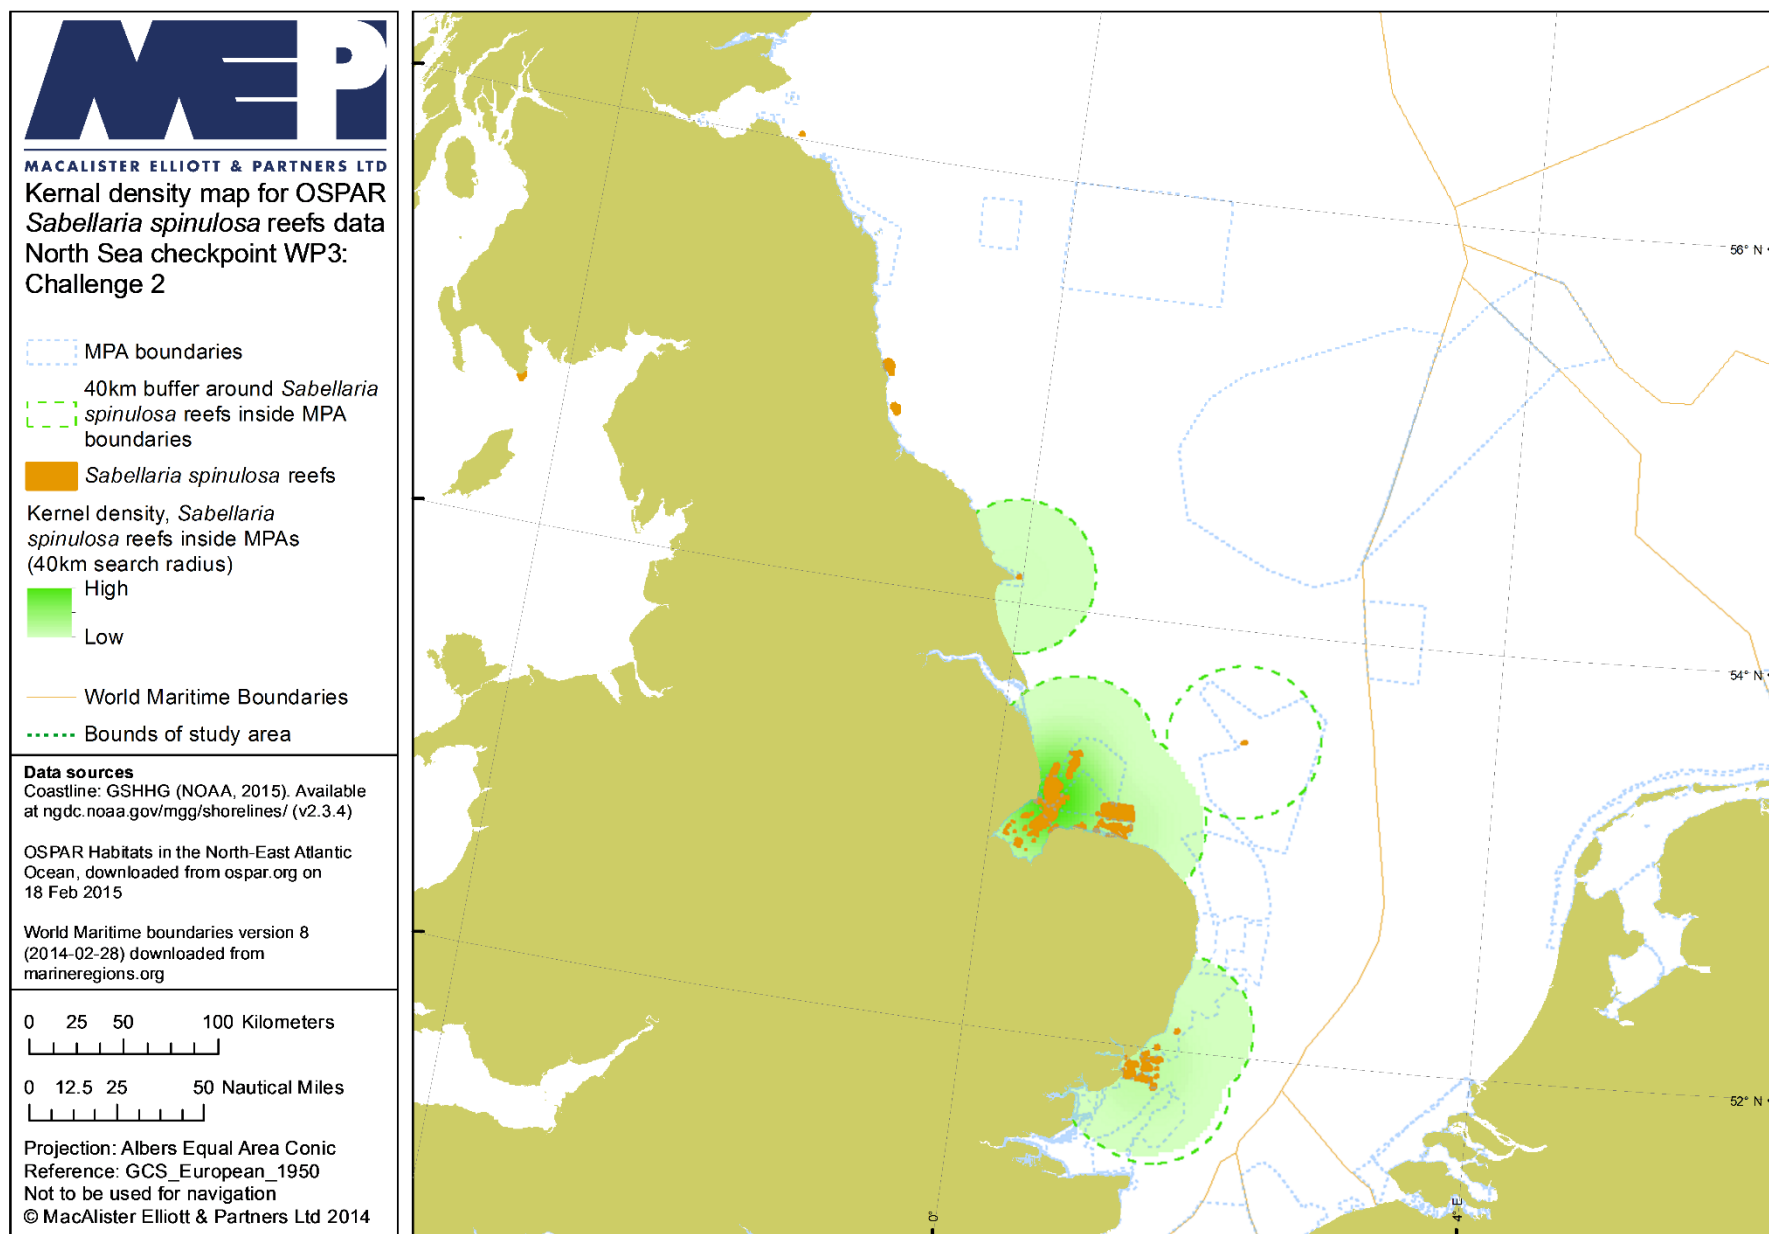 MEP
MACALISTER ELLIOTT & PARTNERS LTD
Kernal density map for OSPAR
Sabellaria spinulosa reefs data
North Sea checkpoint WP3:
Challenge 2
MPA boundaries
40km buffer around Sabellaria
spinulosa reefs inside MPA
boundaries
Sabellaria spinulosa reefs
Kernel density, Sabellaria
spinulosa reefs inside MPAs
(40km search radius)
High
Low
World Maritime Boundaries
Bounds of study area
Data sources
Coastline: GSHHG (NOAA, 2015). Available
at ngdc.noaa.gov/mgg/shorelines/ (v2.3.4)
OSPAR Habitats in the North-East Atlantic
Ocean, downloaded from ospar.org on
18 Feb 2015
World Maritime boundaries version 8
(2014-02-28) downloaded from
marineregions.org
0 25 50 100 Kilometers
0 12.5 25 50 Nautical Miles
Projection: Albers Equal Area Conic
Reference: GCS_European_1950
Not to be used for navigation
© MacAlister Elliott & Partners Ltd 2014
56° N
54° N
52° N
0°
4° E